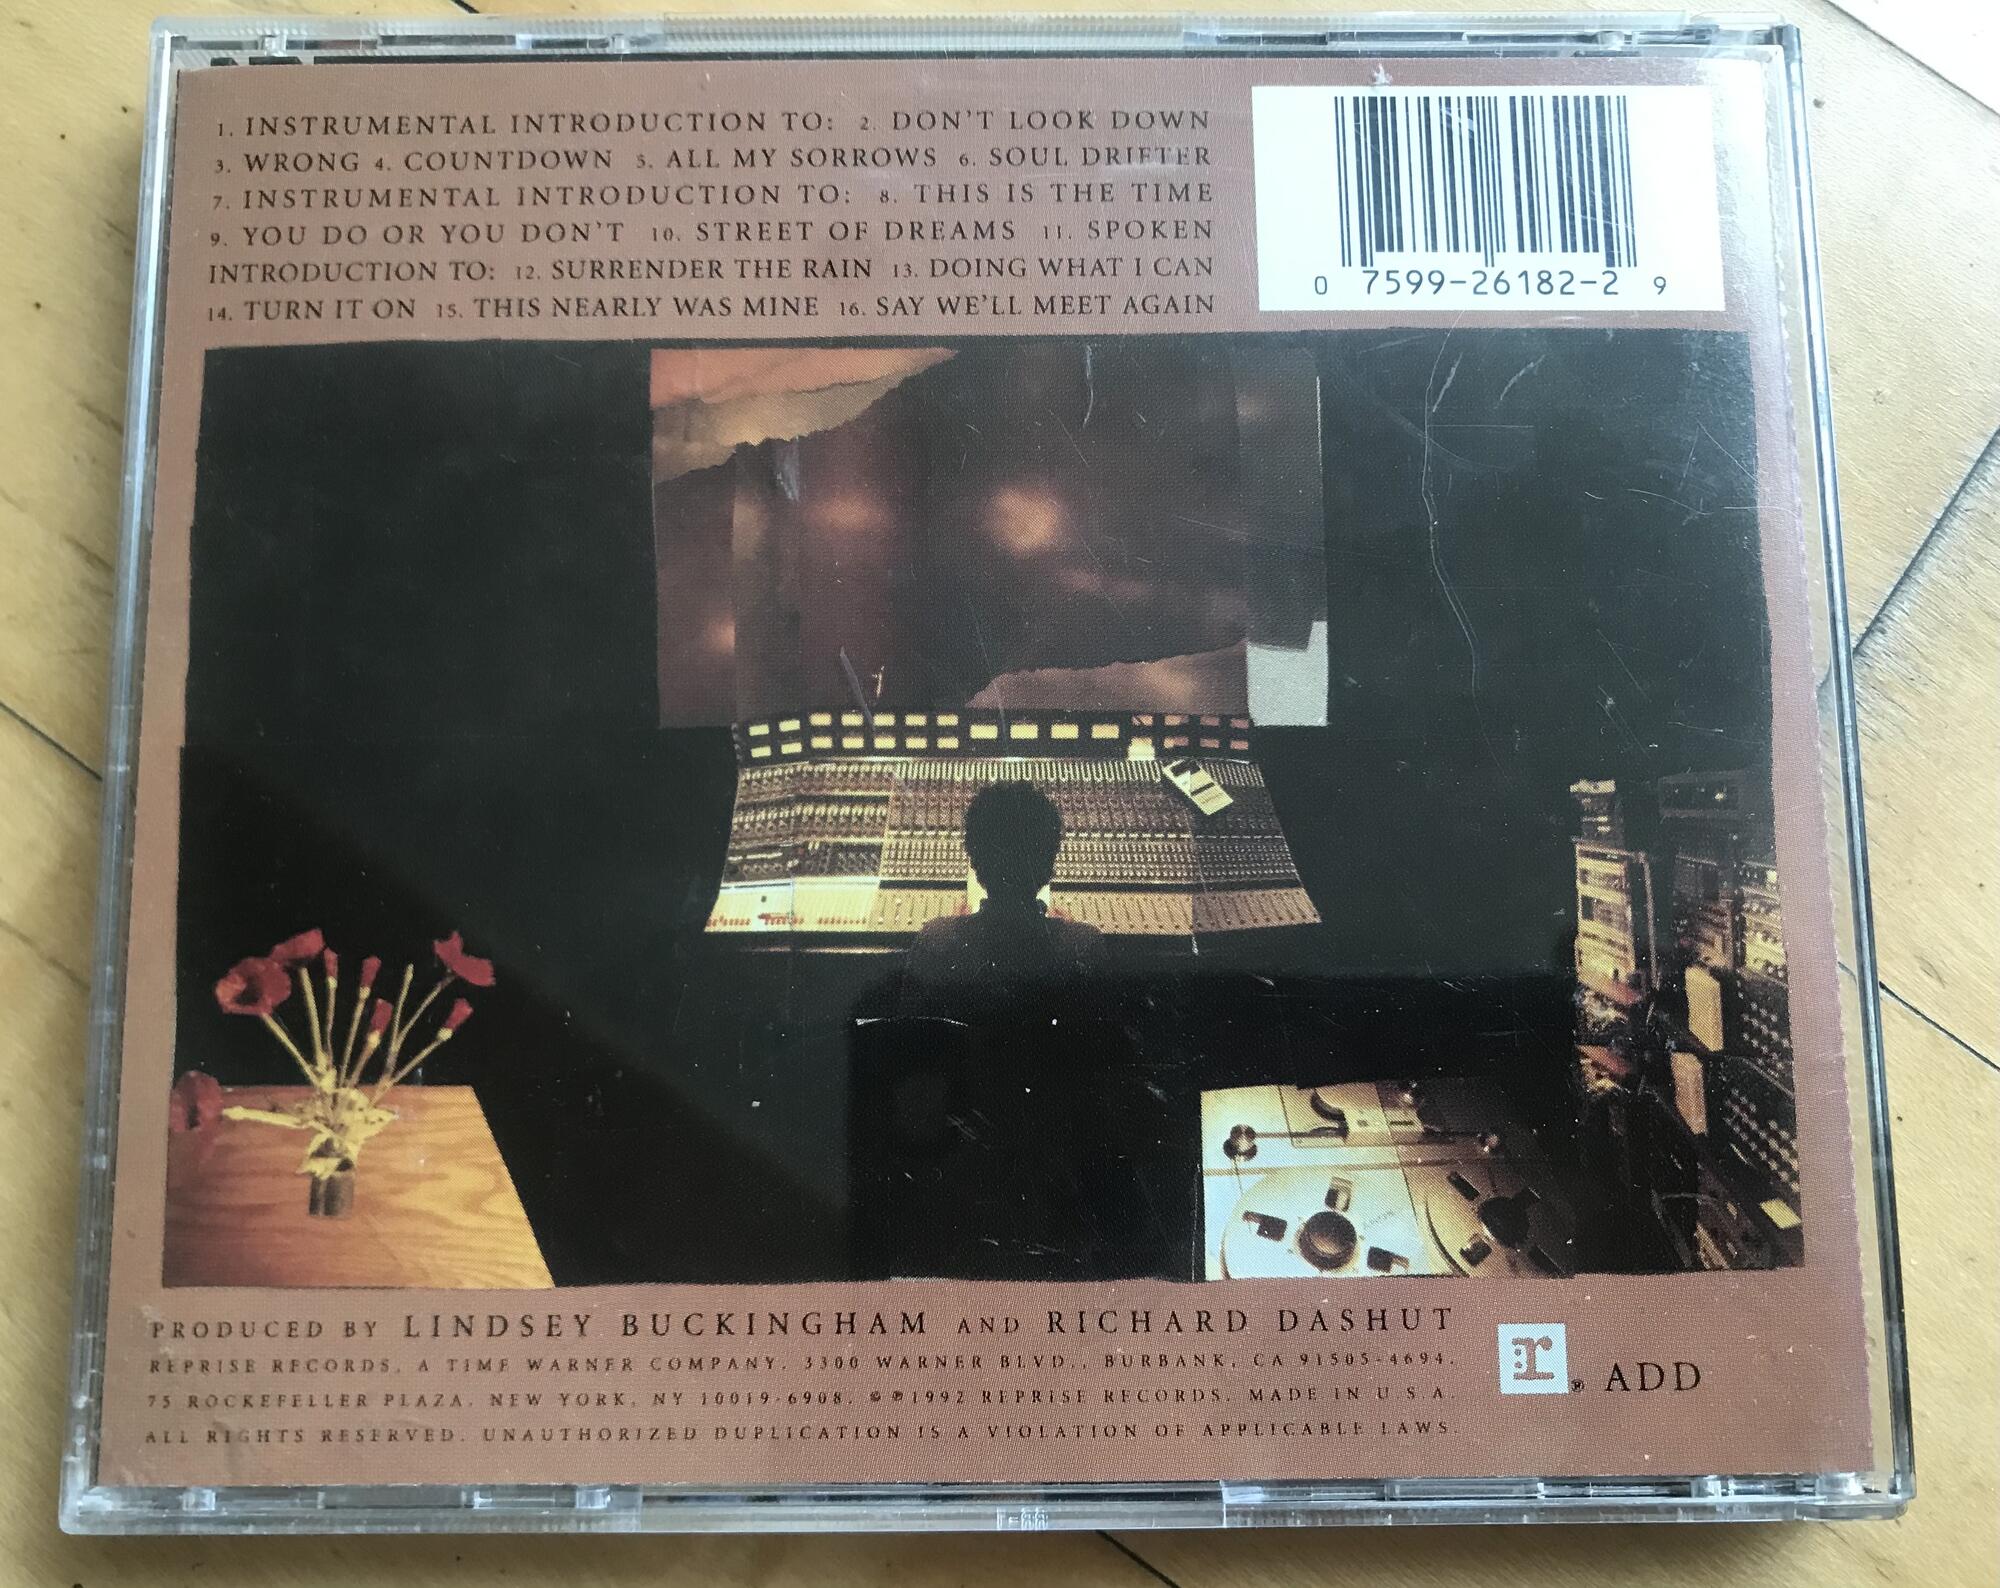 1. INSTRUMENTAL INTRODUCTION TO: 2. DON'T LOOK DOWN
3. WRONG 4. COUNTDOWN 5. ALL MY SORROWS 6. SOUL DRIFTER
7. INSTRUMENTAL INTRODUCTION TO: 8. THIS IS THE TIME
9. YOU DO OR YOU DON'T 10. STREET OF DREAMS 11. SPOKEN
INTRODUCTION TO: 12. SURRENDER THE RAIN 13. DOING WHAT I CAN
14. TURN IT ON 15. THIS NEARLY WAS MINE 16. SAY WE'LL MEET AGAIN
0 7599-26182-2 9
PRODUCED BY LINDSEY BUCKINGHAM AND RICHARD DASHUT
REPRISE RECORDS, A TIME WARNER COMPANY. 3300 WARNER BLVD., BURBANK, CA 91505-4694.
75 ROCKEFELLER PLAZA, NEW YORK, NY 10019-6908. © ℗ 1992 REPRISE RECORDS. MADE IN U.S.A.
ALL RIGHTS RESERVED. UNAUTHORIZED DUPLICATION IS A VIOLATION OF APPLICABLE LAWS.
:r ® ADD